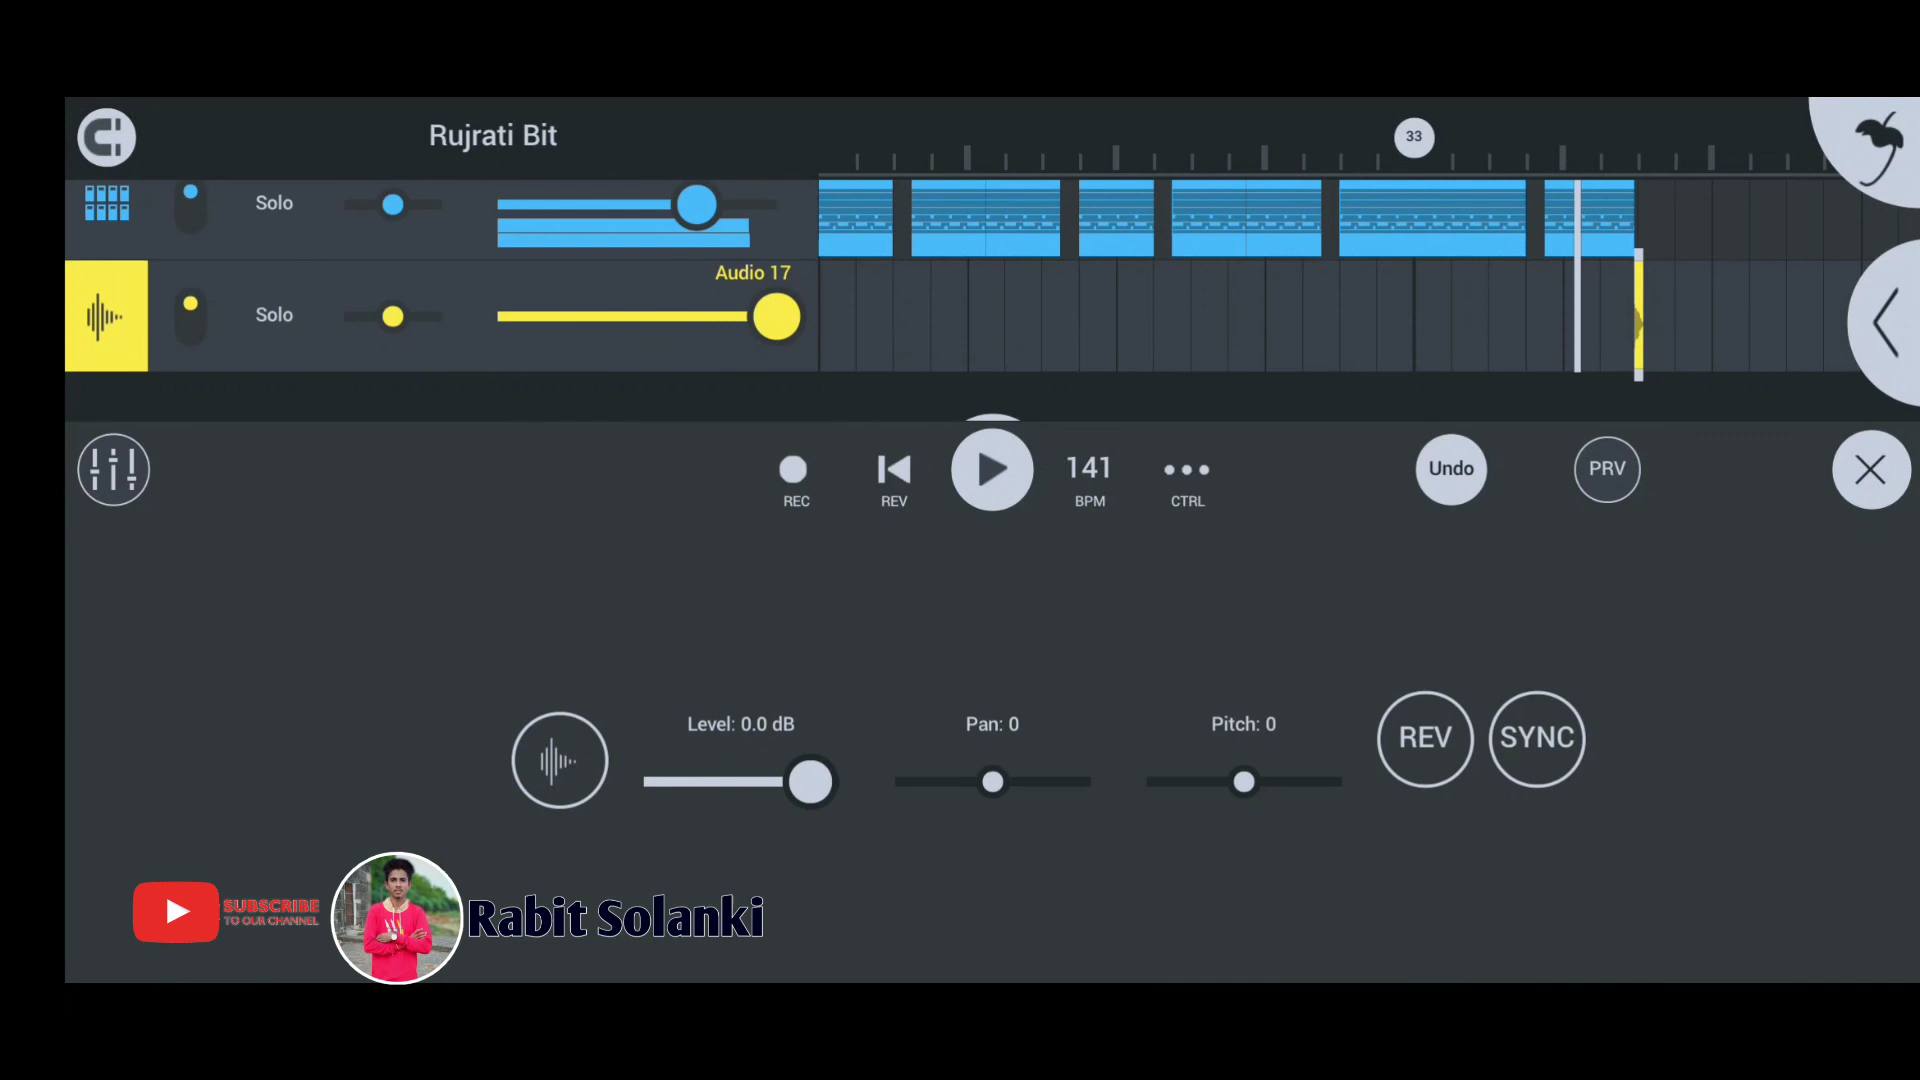 Rujrati Bit
33
Solo
Audio 17
Solo
141
Undo
PRV
REC
REV
BPM
CTRL
Level: 0.0 dB
Pan: 0
Pitch: 0
REV
SYNC
SUBSCRIBE
TO OUR CHANNEL
Rabit Solanki